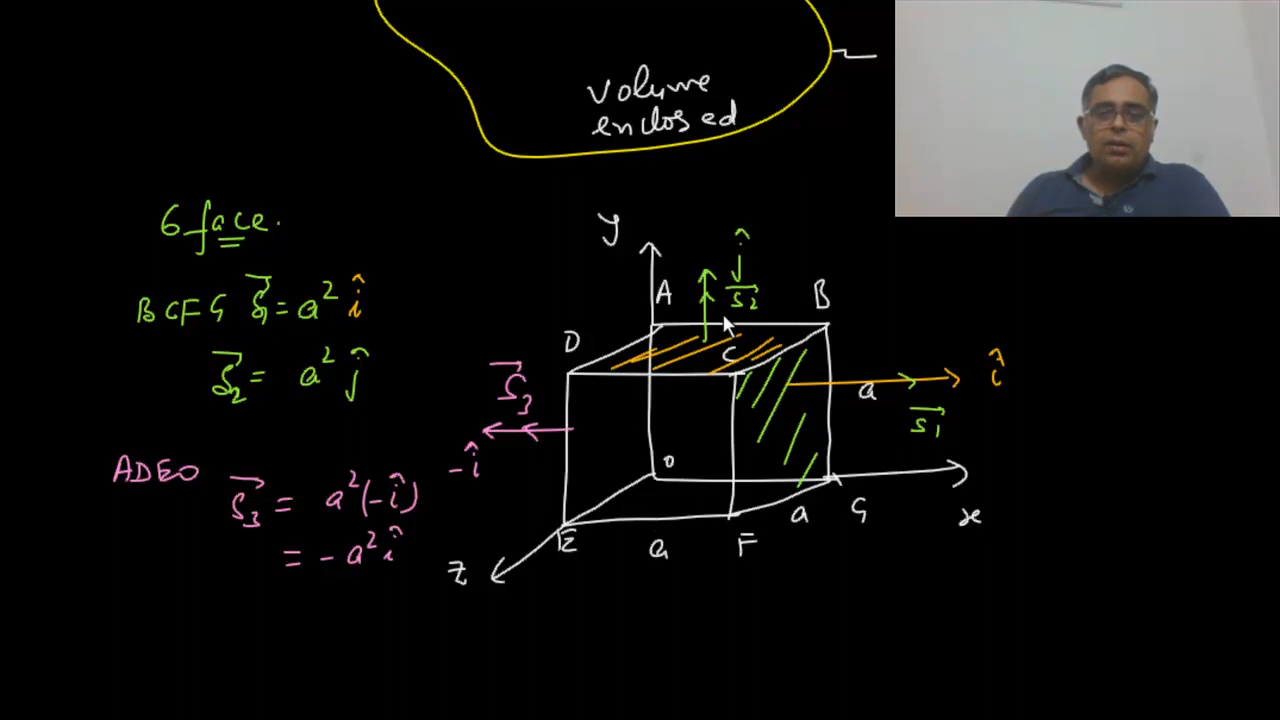 volume
enclosed
6 face.
BCFG S₁ = a² î
S₂ = a² ĵ
ADEO S₃ = a²(-î)
= -a² î
y
ĵ
S₂
A
B
D
C
S₃
a
î
S₁
-î
O
E
a
F
a
G
x
z